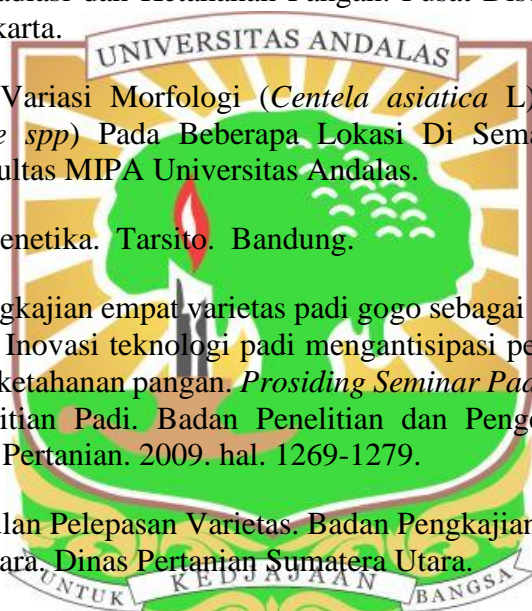 adiasi dan Ketahanan Pangan. Pusat Dise
karta.
UNIVERSITAS ANDALAS
Variasi Morfologi (Centela asiatica L)
e spp) Pada Beberapa Lokasi Di Sema
ultas MIPA Universitas Andalas.
enetika. Tarsito. Bandung.
gkajian empat varietas padi gogo sebagai
Inovasi teknologi padi mengantisipasi pe
ketahanan pangan. Prosiding Seminar Pad
itian Padi. Badan Penelitian dan Penge
Pertanian. 2009. hal. 1269-1279.
ulan Pelepasan Varietas. Badan Pengkajian
ara. Dinas Pertanian Sumatera Utara.
UNTUK KEDJAJAAN BANGSA